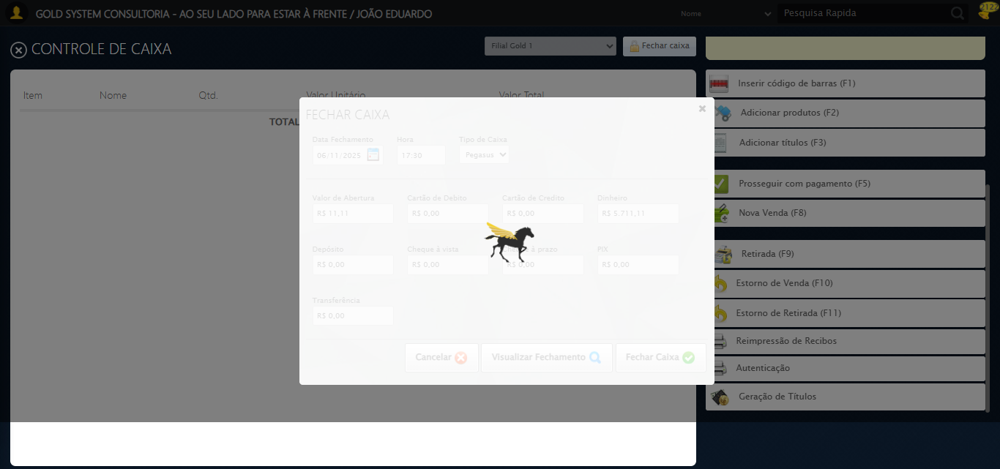 GOLD SYSTEM CONSULTORIA - AO SEU LADO PARA ESTAR À FRENTE / JOÃO EDUARDO
Nome
Pesquisa Rapida
2122
CONTROLE DE CAIXA
Filial Gold 1
Fechar caixa
Item Nome Qtd. Valor Unitário Valor Total
TOTAL
FECHAR CAIXA
Data Fechamento Hora Tipo de Caixa
06/11/2025 17:30 Pegasus
Valor de Abertura Cartão de Debito Cartão de Credito Dinheiro
R$ 11,11 R$ 0,00 R$ 0,00 R$ 5.711,11
Depósito Cheque á vista Cheque á prazo PIX
R$ 0,00 R$ 0,00 R$ 0,00 R$ 0,00
Transferência
R$ 0,00
Cancelar Visualizar Fechamento Fechar Caixa
Inserir código de barras (F1)
Adicionar produtos (F2)
Adicionar títulos (F3)
Prosseguir com pagamento (F5)
Nova Venda (F8)
Retirada (F9)
Estorno de Venda (F10)
Estorno de Retirada (F11)
Reimpressão de Recibos
Autenticação
Geração de Títulos